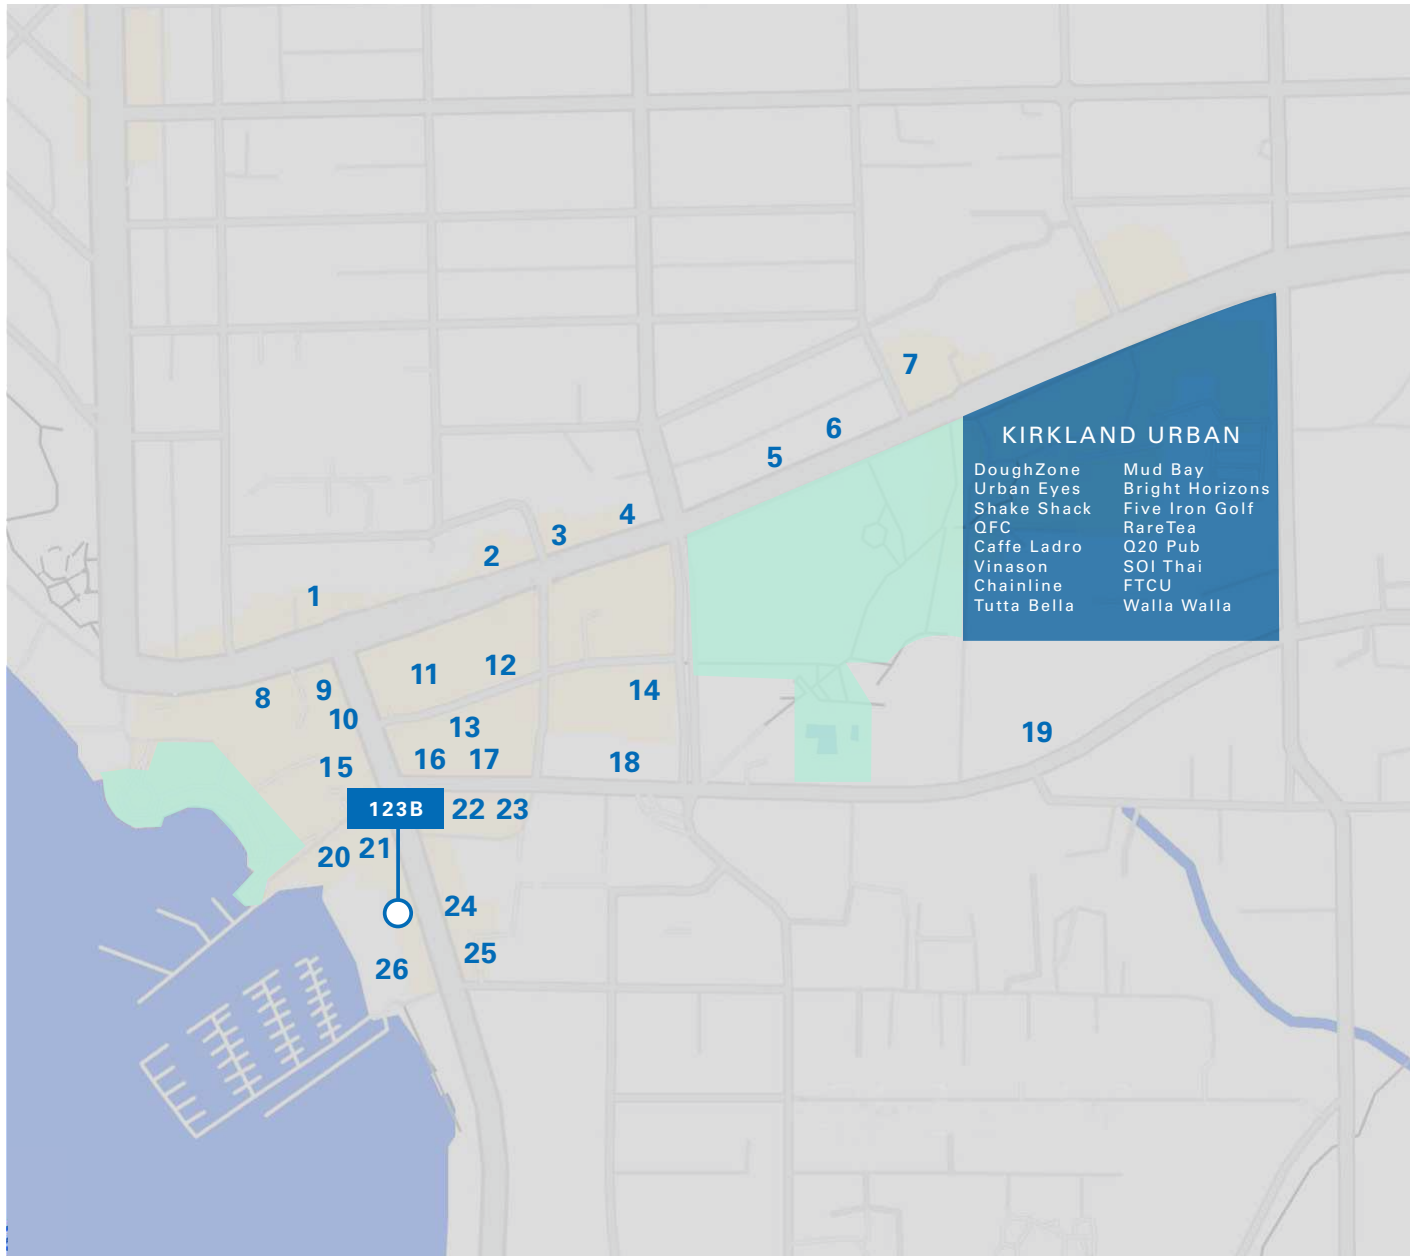 7
6
5
KIRKLAND URBAN
DoughZone
Urban Eyes
Shake Shack
QFC
Caffe Ladro
Vinason
Chainline
Tutta Bella
Mud Bay
Bright Horizons
Five Iron Golf
RareTea
Q20 Pub
SOI Thai
FTCU
Walla Walla
4
3
2
1
12
11
14
9
8
10
13
19
16
17
18
15
123B
22
23
21
20
24
25
26